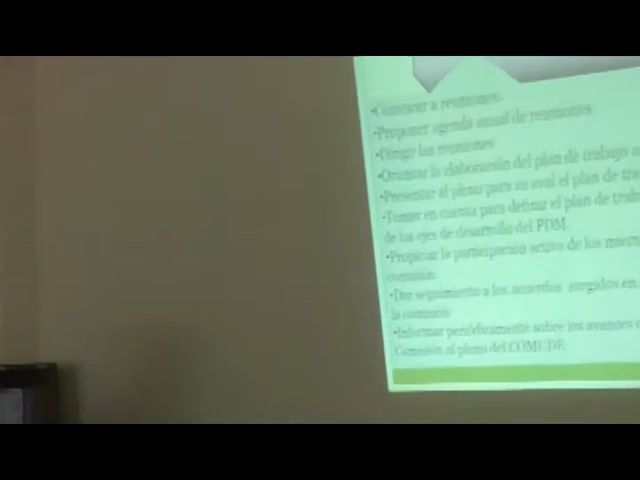 •Convocar a reuniones.
•Proponer agenda anual de reuniones
•Dirigir las reuniones
•Orientar la elaboración del plan de trabajo
•Presentar al pleno para su aval el plan de
•Tomar en cuenta para definir el plan de
de los ejes de desarrollo del PDM.
•Propiciar la participación activa de los
comisión.
•Dar seguimiento a los acuerdos surgidos en
la comisión
•Informar periódicamente sobre los avances
Comisión al pleno del COMUDE